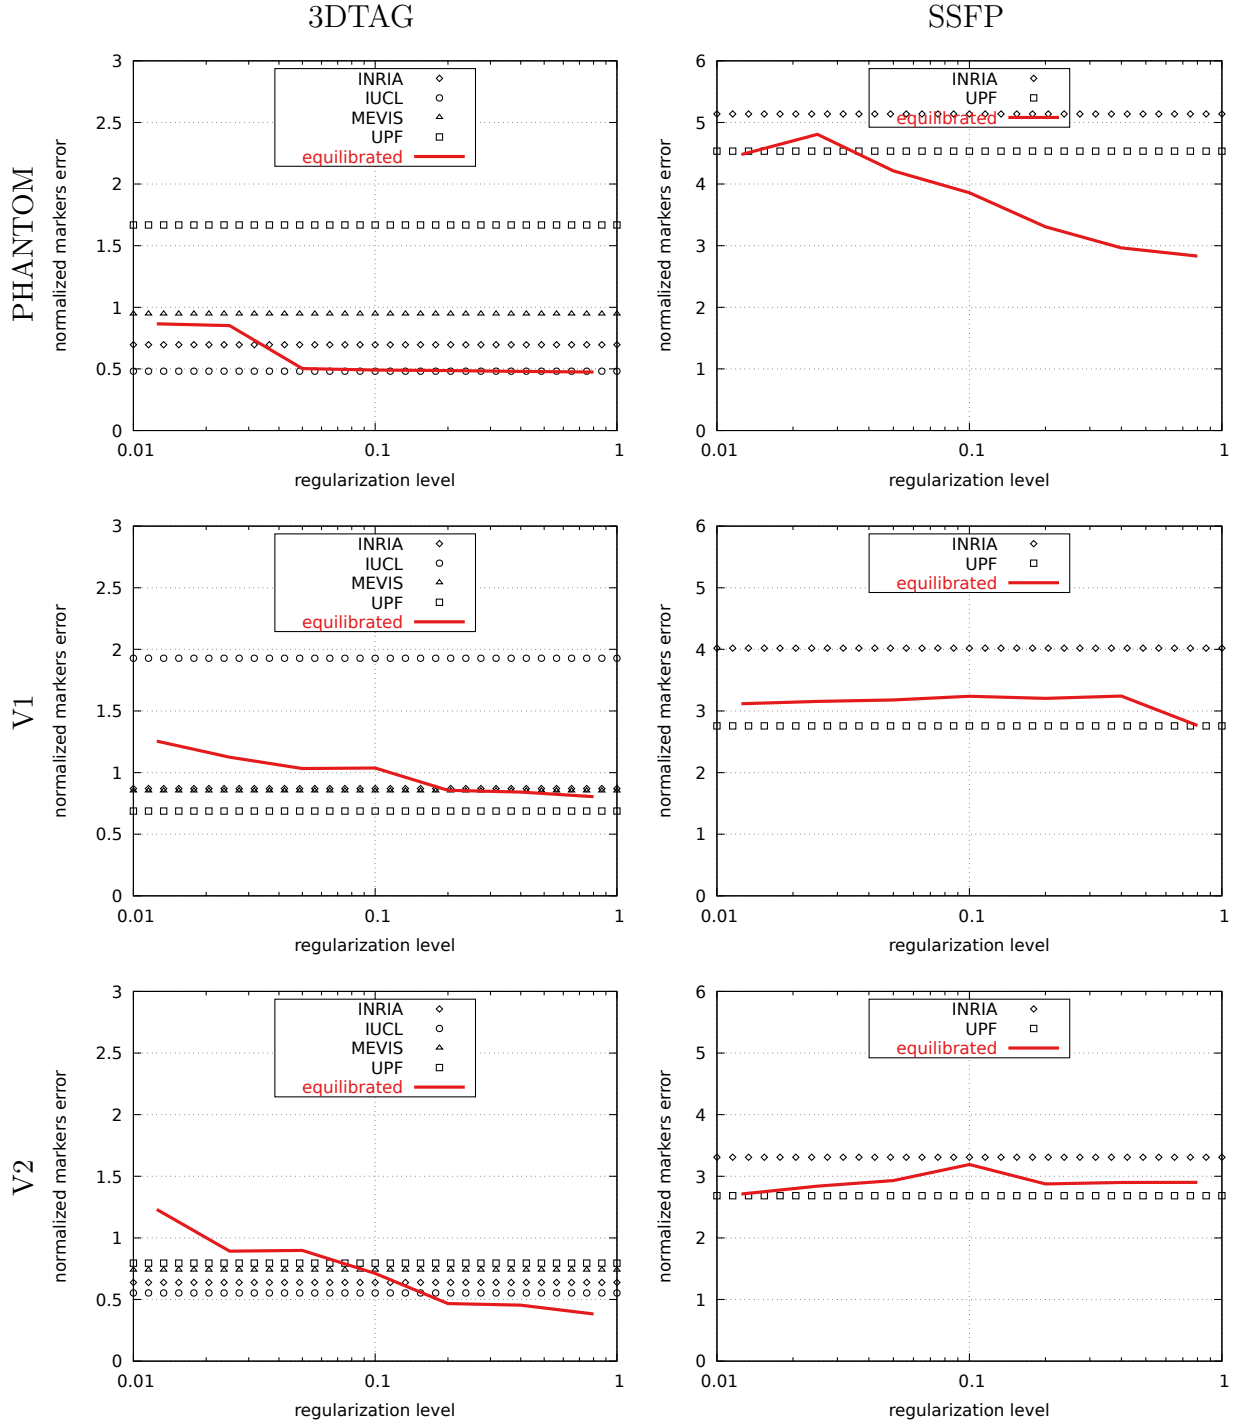 3DTAG
SSFP
PHANTOM
normalized markers error
3
2.5
2
1.5
1
0.5
0
INRIA
IUCL
MEVIS
UPF
equilibrated
0.01
0.1
1
regularization level
normalized markers error
6
5
4
3
2
1
0
INRIA
UPF
equilibrated
0.01
0.1
1
regularization level
V1
normalized markers error
3
2.5
2
1.5
1
0.5
0
INRIA
IUCL
MEVIS
UPF
equilibrated
0.01
0.1
1
regularization level
normalized markers error
6
5
4
3
2
1
0
INRIA
UPF
equilibrated
0.01
0.1
1
regularization level
V2
normalized markers error
3
2.5
2
1.5
1
0.5
0
INRIA
IUCL
MEVIS
UPF
equilibrated
0.01
0.1
1
regularization level
normalized markers error
6
5
4
3
2
1
0
INRIA
UPF
equilibrated
0.01
0.1
1
regularization level